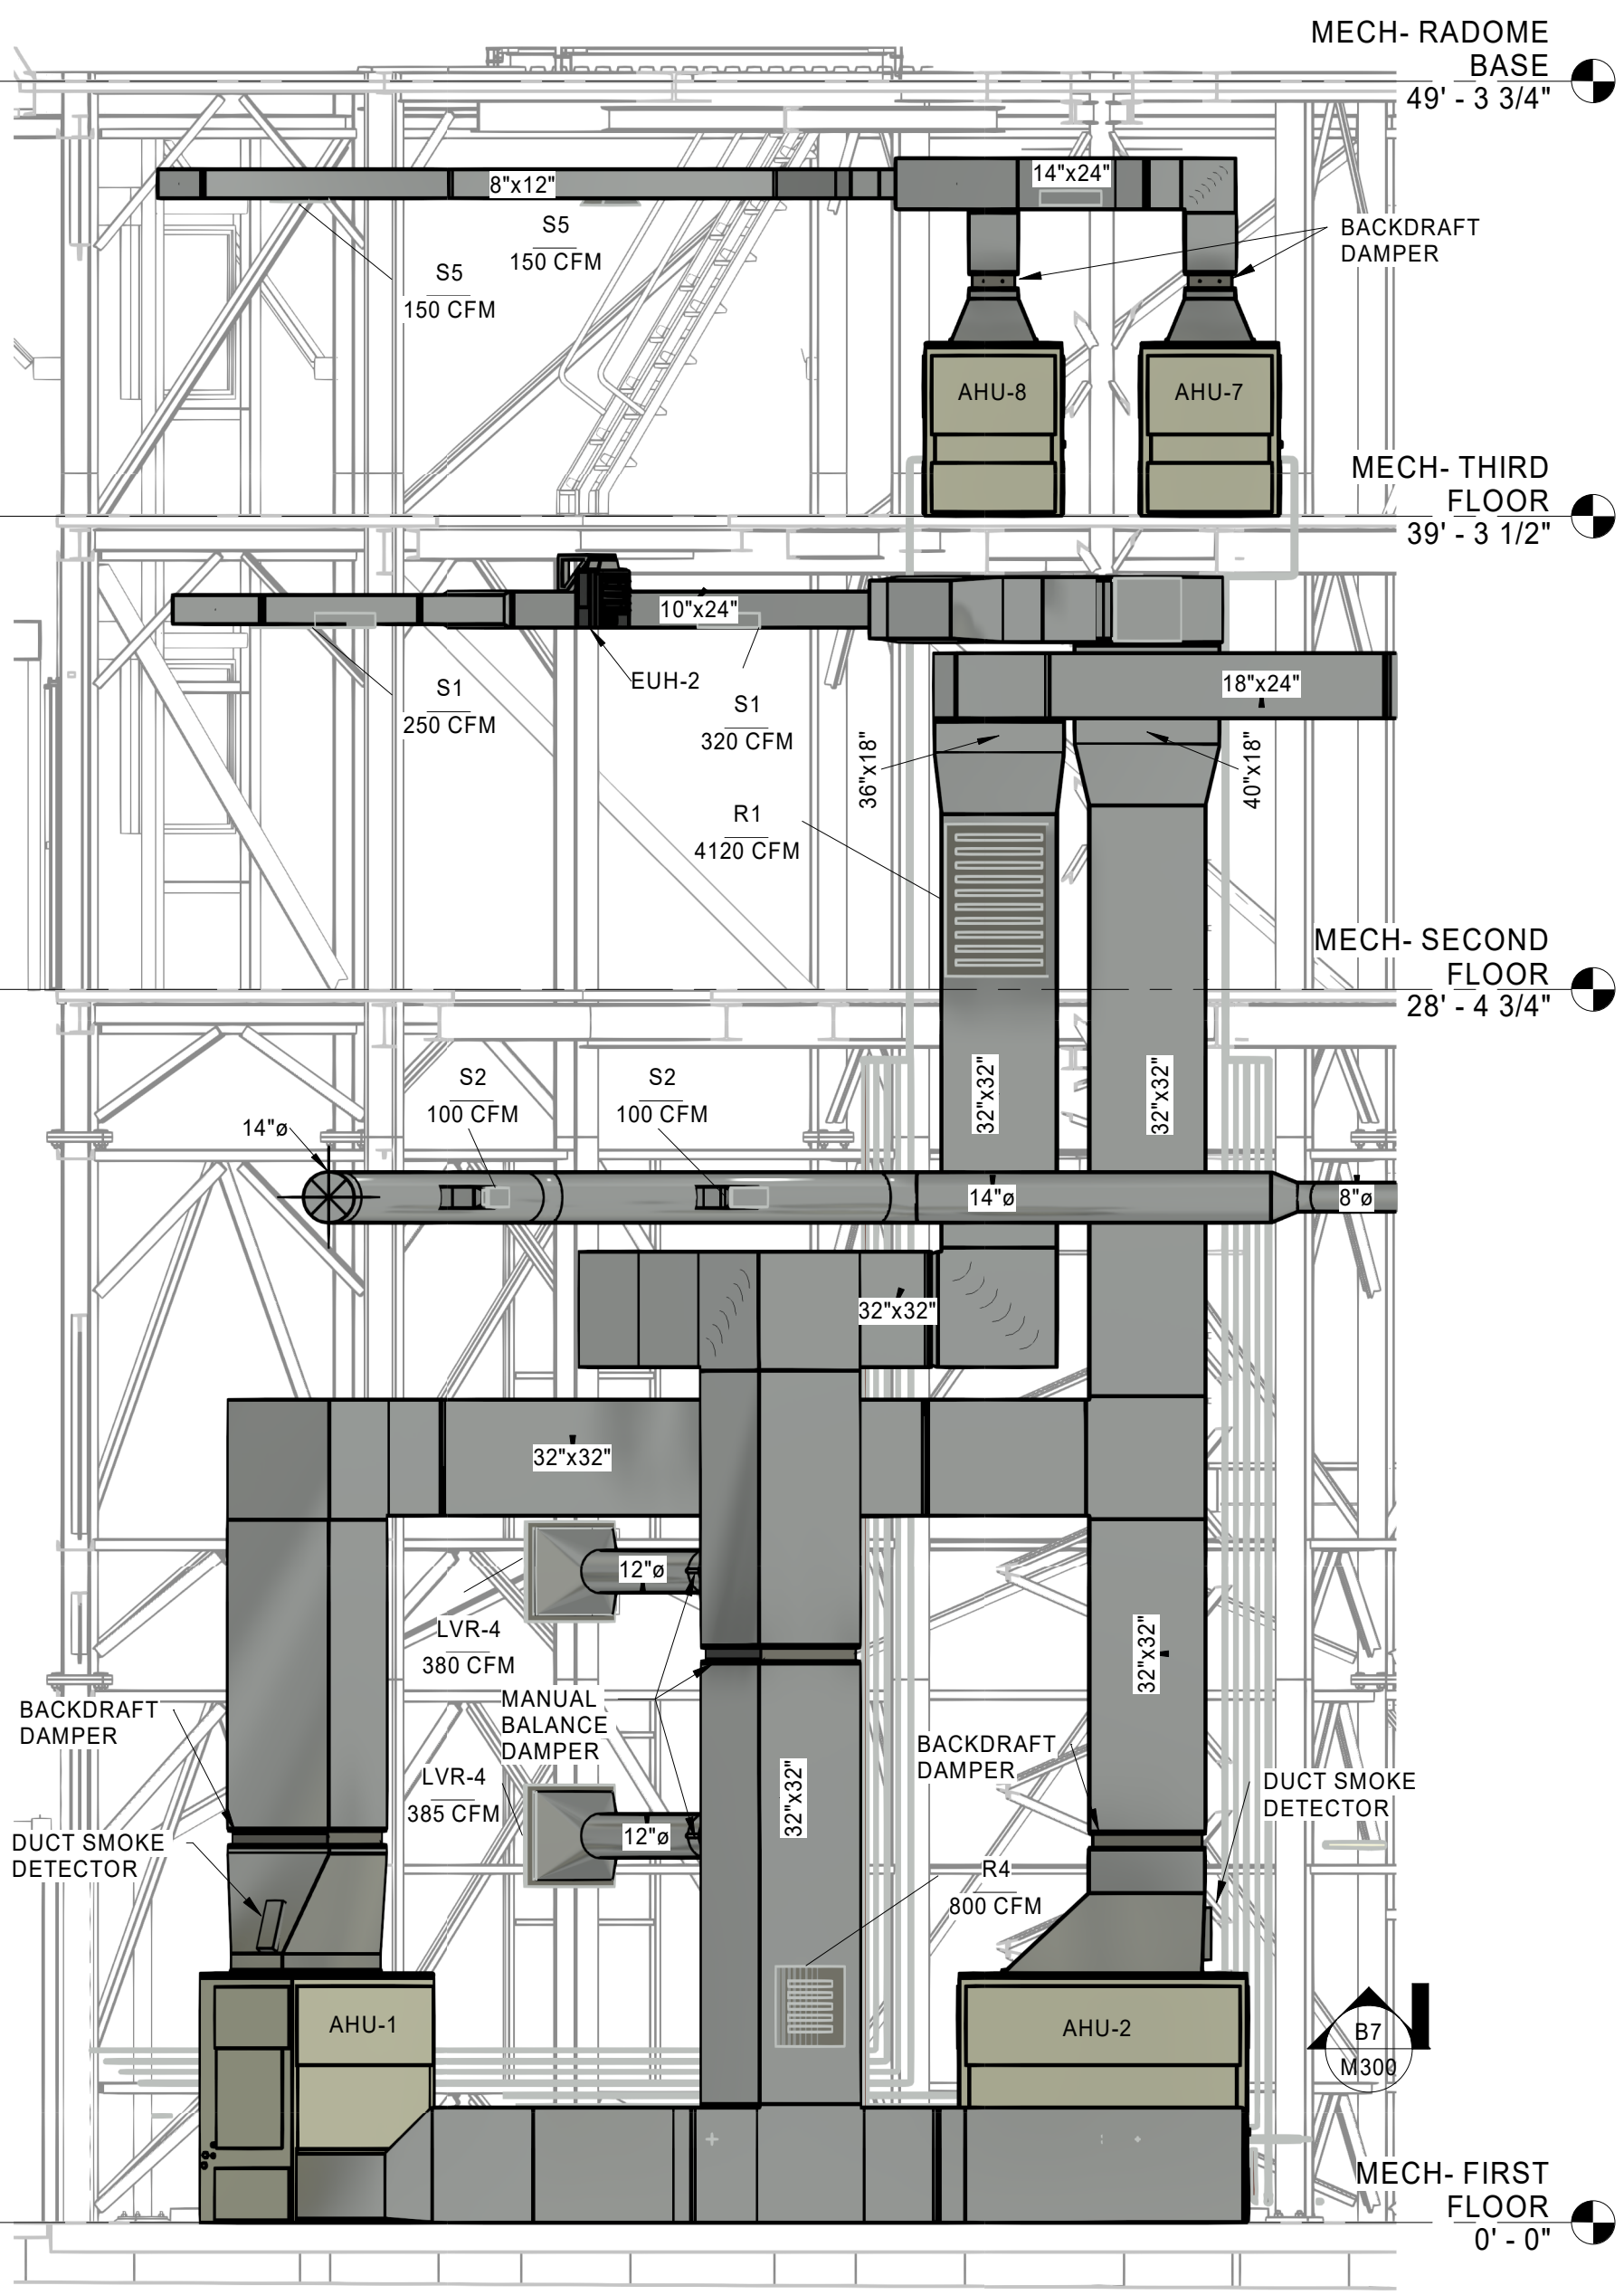 MECH- RADOME
BASE
49' - 3 3/4"
8"x12"
14"x24"
S5
150 CFM
S5
150 CFM
BACKDRAFT
DAMPER
AHU-8
AHU-7
MECH- THIRD
FLOOR
39' - 3 1/2"
10"x24"
EUH-2
S1
250 CFM
S1
320 CFM
18"x24"
36"x18"
40"x18"
R1
4120 CFM
MECH- SECOND
FLOOR
28' - 4 3/4"
S2
100 CFM
S2
100 CFM
32"x32"
32"x32"
14"ø
14"ø
8"ø
32"x32"
32"x32"
12"ø
LVR-4
380 CFM
32"x32"
BACKDRAFT
DAMPER
MANUAL
BALANCE
DAMPER
BACKDRAFT
DAMPER
LVR-4
385 CFM
32"x32"
DUCT SMOKE
DETECTOR
12"ø
DUCT SMOKE
DETECTOR
R4
800 CFM
AHU-1
AHU-2
B7
M300
MECH- FIRST
FLOOR
0' - 0"